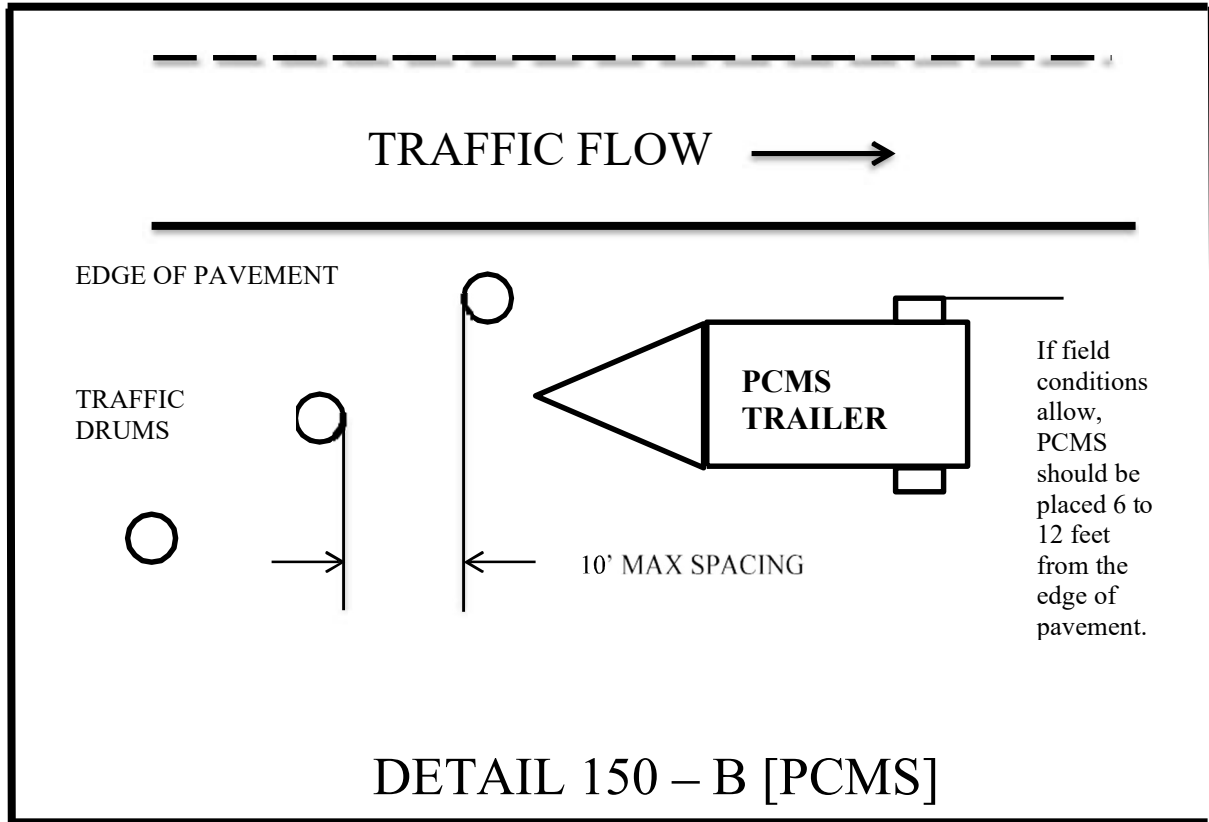 TRAFFIC FLOW
EDGE OF PAVEMENT
TRAFFIC
DRUMS
PCMS
TRAILER
If field
conditions
allow,
PCMS
should be
placed 6 to
12 feet
from the
edge of
pavement.
10’ MAX SPACING
DETAIL 150 – B [PCMS]